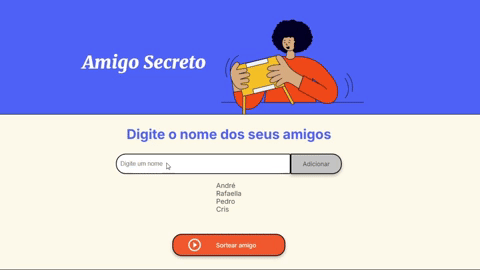 Amigo Secreto
Digite o nome dos seus amigos
Digite um nome
Adicionar
André
Rafaella
Pedro
Cris
Sortear amigo